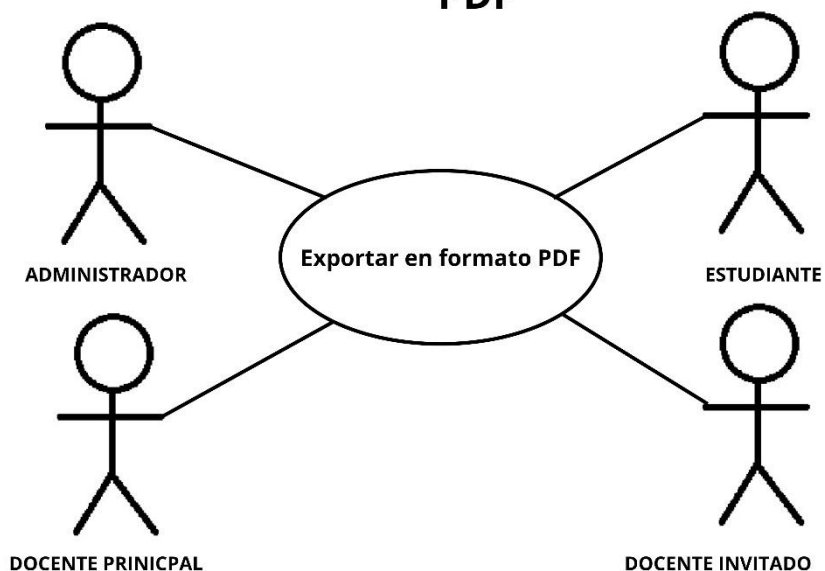 PDF
Exportar en formato PDF
ADMINISTRADOR
ESTUDIANTE
DOCENTE PRINICPAL
DOCENTE INVITADO